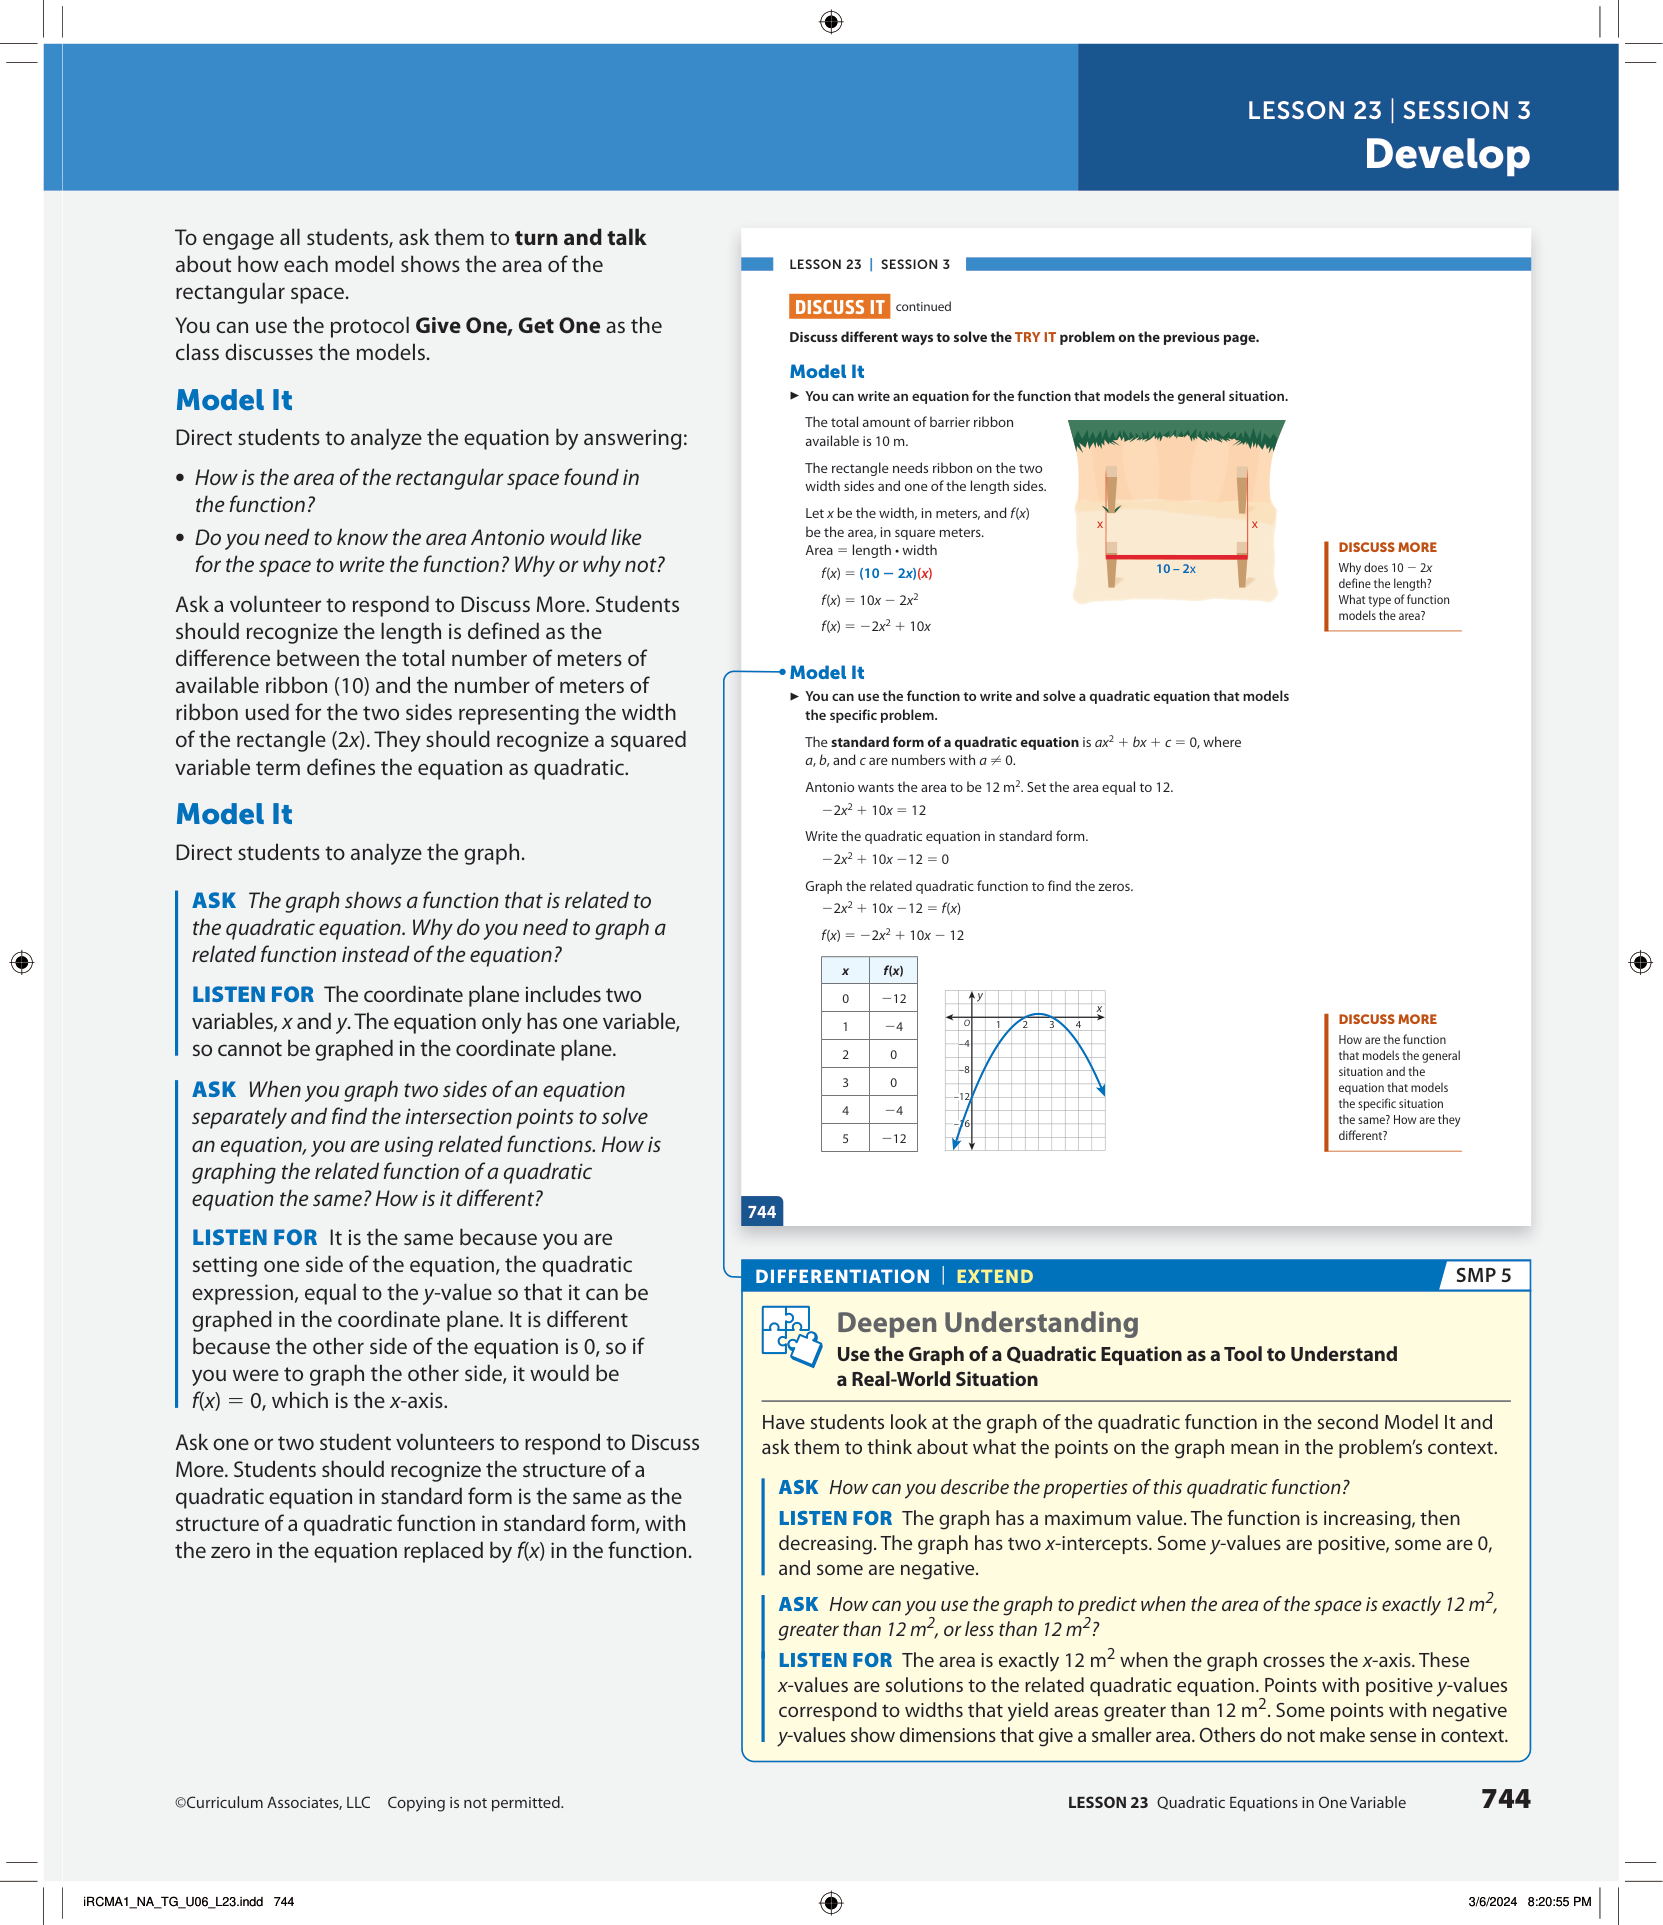 LESSON 23 | SESSION 3
Develop
To engage all students, ask them to turn and talk
about how each model shows the area of the
rectangular space.
You can use the protocol Give One, Get One as the
class discusses the models.
Model It
Direct students to analyze the equation by answering:
• How is the area of the rectangular space found in
the function?
• Do you need to know the area Antonio would like
for the space to write the function? Why or why not?
Ask a volunteer to respond to Discuss More. Students
should recognize the length is defined as the
difference between the total number of meters of
available ribbon (10) and the number of meters of
ribbon used for the two sides representing the width
of the rectangle (2x). They should recognize a squared
variable term defines the equation as quadratic.
Model It
Direct students to analyze the graph.
ASK The graph shows a function that is related to
the quadratic equation. Why do you need to graph a
related function instead of the equation?
LISTEN FOR The coordinate plane includes two
variables, x and y. The equation only has one variable,
so cannot be graphed in the coordinate plane.
ASK When you graph two sides of an equation
separately and find the intersection points to solve
an equation, you are using related functions. How is
graphing the related function of a quadratic
equation the same? How is it different?
LISTEN FOR It is the same because you are
setting one side of the equation, the quadratic
expression, equal to the y-value so that it can be
graphed in the coordinate plane. It is different
because the other side of the equation is 0, so if
you were to graph the other side, it would be
f(x) = 0, which is the x-axis.
Ask one or two student volunteers to respond to Discuss
More. Students should recognize the structure of a
quadratic equation in standard form is the same as the
structure of a quadratic function in standard form, with
the zero in the equation replaced by f(x) in the function.
LESSON 23 | SESSION 3
DISCUSS IT continued
Discuss different ways to solve the TRY IT problem on the previous page.
Model It
► You can write an equation for the function that models the general situation.
The total amount of barrier ribbon
available is 10 m.
The rectangle needs ribbon on the two
width sides and one of the length sides.
Let x be the width, in meters, and f(x)
be the area, in square meters.
Area = length • width
f(x) = (10 − 2x)(x)
f(x) = 10x − 2x²
f(x) = −2x² + 10x
x
x
10 – 2x
DISCUSS MORE
Why does 10 − 2x
define the length?
What type of function
models the area?
Model It
► You can use the function to write and solve a quadratic equation that models
the specific problem.
The standard form of a quadratic equation is ax² + bx + c = 0, where
a, b, and c are numbers with a ≠ 0.
Antonio wants the area to be 12 m². Set the area equal to 12.
−2x² + 10x = 12
Write the quadratic equation in standard form.
−2x² + 10x −12 = 0
Graph the related quadratic function to find the zeros.
−2x² + 10x −12 = f(x)
f(x) = −2x² + 10x − 12
x f(x)
0 −12
1 −4
2 0
3 0
4 −4
5 −12
y
x
O 1 2 3 4
–4
–8
–12
–16
DISCUSS MORE
How are the function
that models the general
situation and the
equation that models
the specific situation
the same? How are they
different?
744
DIFFERENTIATION | EXTEND
SMP 5
Deepen Understanding
Use the Graph of a Quadratic Equation as a Tool to Understand
a Real-World Situation
Have students look at the graph of the quadratic function in the second Model It and
ask them to think about what the points on the graph mean in the problem's context.
ASK How can you describe the properties of this quadratic function?
LISTEN FOR The graph has a maximum value. The function is increasing, then
decreasing. The graph has two x-intercepts. Some y-values are positive, some are 0,
and some are negative.
ASK How can you use the graph to predict when the area of the space is exactly 12 m²,
greater than 12 m², or less than 12 m²?
LISTEN FOR The area is exactly 12 m² when the graph crosses the x-axis. These
x-values are solutions to the related quadratic equation. Points with positive y-values
correspond to widths that yield areas greater than 12 m². Some points with negative
y-values show dimensions that give a smaller area. Others do not make sense in context.
©Curriculum Associates, LLC Copying is not permitted.
LESSON 23 Quadratic Equations in One Variable 744
iRCMA1_NA_TG_U06_L23.indd 744
3/6/2024 8:20:55 PM